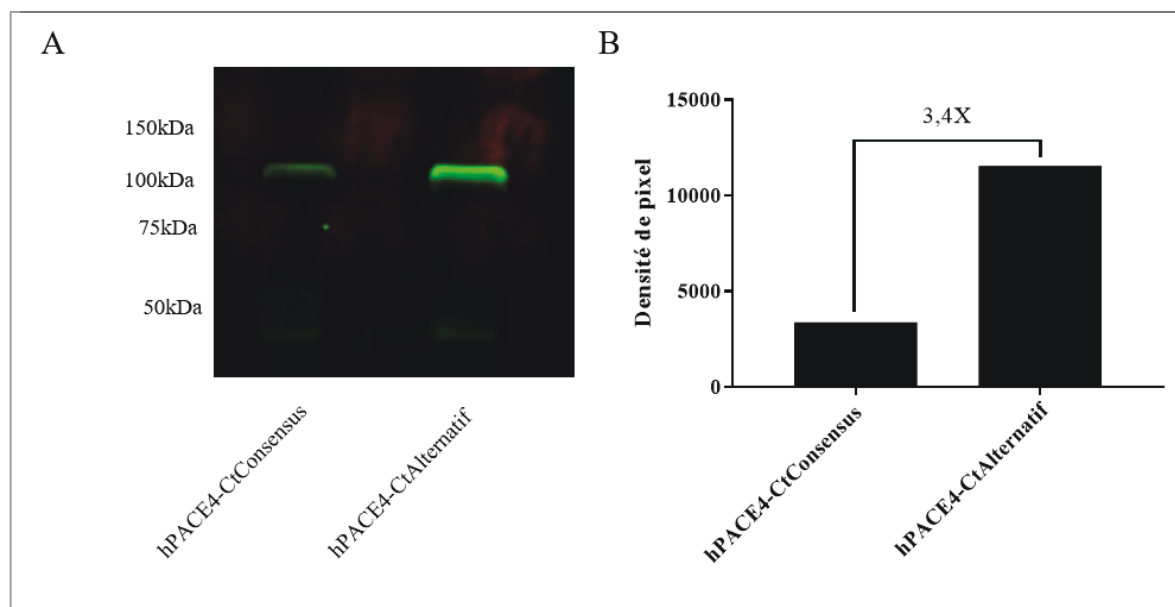 A
150kDa
100kDa
75kDa
50kDa
hPACE4-CtConsensus
hPACE4-CtAlternatif
B
15000
3,4X
10000
5000
0
Densité de pixel
hPACE4-CtConsensus
hPACE4-CtAlternatif